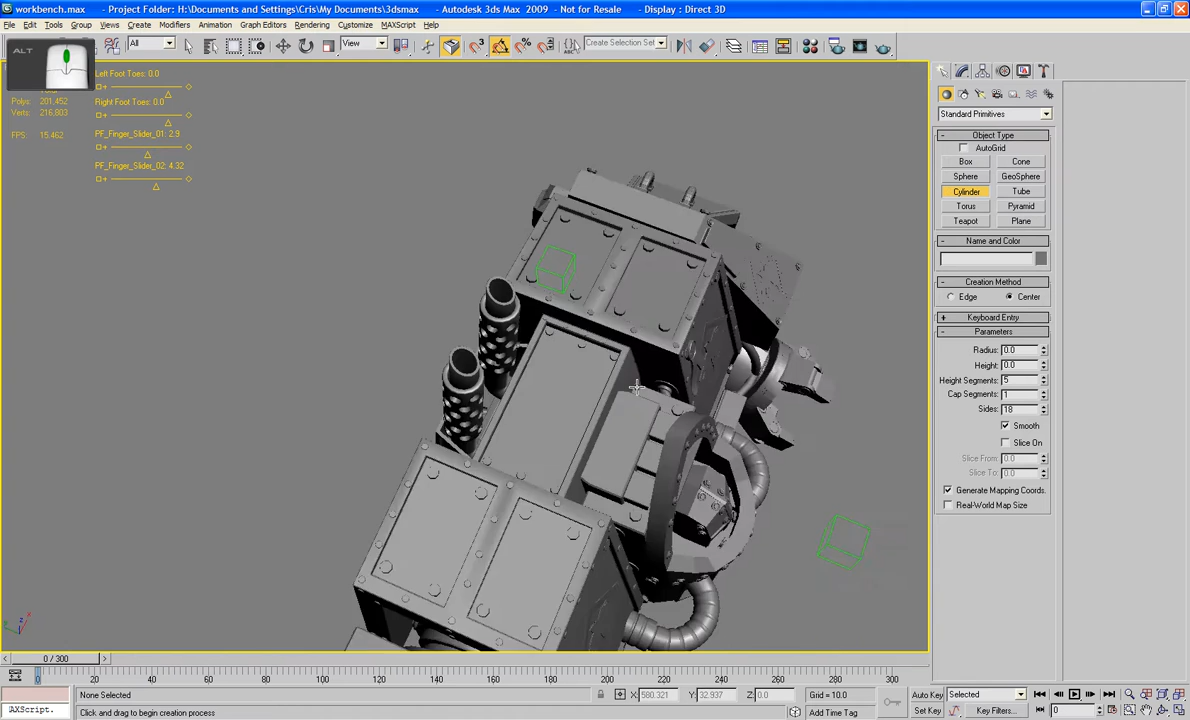 workbench.max - Project Folder: H:\Documents and Settings\Cris\My Documents\3dsmax - Autodesk 3ds Max 2009 - Not for Resale - Display : Direct 3D
File Edit Tools Group Views Create Modifiers Animation Graph Editors Rendering Customize MAXScript Help
All View Create Selection Set
ALT
Left Foot Toes: 0.0
Total
Polys: 201,452
Right Foot Toes: 0.0
Verts: 216,803
FPS: 15.462
PF_Finger_Slider_01: 2.9
PF_Finger_Slider_02: 4.32
Standard Primitives
- Object Type
AutoGrid
Box Cone
Sphere GeoSphere
Cylinder Tube
Torus Pyramid
Teapot Plane
- Name and Color
- Creation Method
Edge Center
+ Keyboard Entry
- Parameters
Radius: 0.0
Height: 0.0
Height Segments: 5
Cap Segments: 1
Sides: 18
Smooth
Slice On
Slice From: 0.0
Slice To: 0.0
Generate Mapping Coords.
Real-World Map Size
z x y
< 0 / 300 >
0 20 40 60 80 100 120 140 160 180 200 220 240 260 280 300
None Selected X: 580.321 Y: 32.937 Z: 0.0 Grid = 10.0 Auto Key Selected
AXScript. Click and drag to begin creation process Add Time Tag Set Key Key Filters... 0